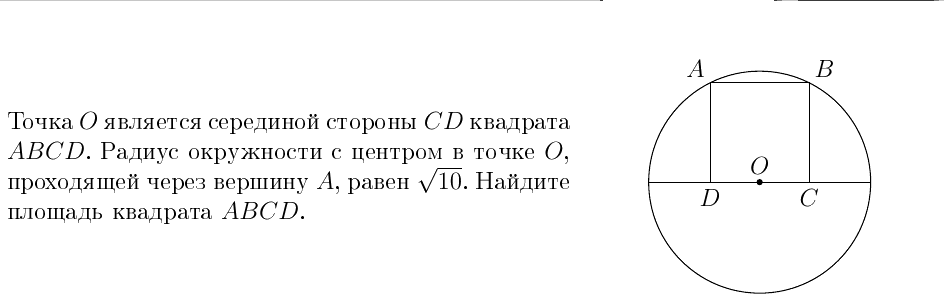 Точка O является серединой стороны CD квадрата
ABCD. Радиус окружности с центром в точке O,
проходящей через вершину A, равен √10. Найдите
площадь квадрата ABCD.
A
B
O
D
C